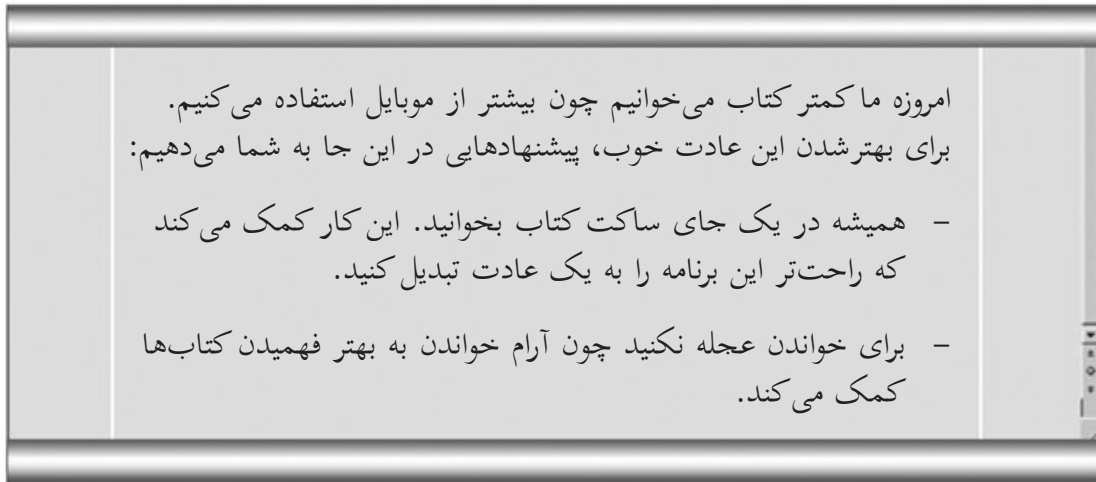 امروزه ما کمتر کتاب می‌خوانیم چون بیشتر از موبایل استفاده می‌کنیم.
برای بهترشدن این عادت خوب، پیشنهادهایی در این جا به شما می‌دهیم:
– همیشه در یک جای ساکت کتاب بخوانید. این کار کمک می‌کند
که راحت‌تر این برنامه را به یک عادت تبدیل کنید.
– برای خواندن عجله نکنید چون آرام خواندن به بهتر فهمیدن کتاب‌ها
کمک می‌کند.